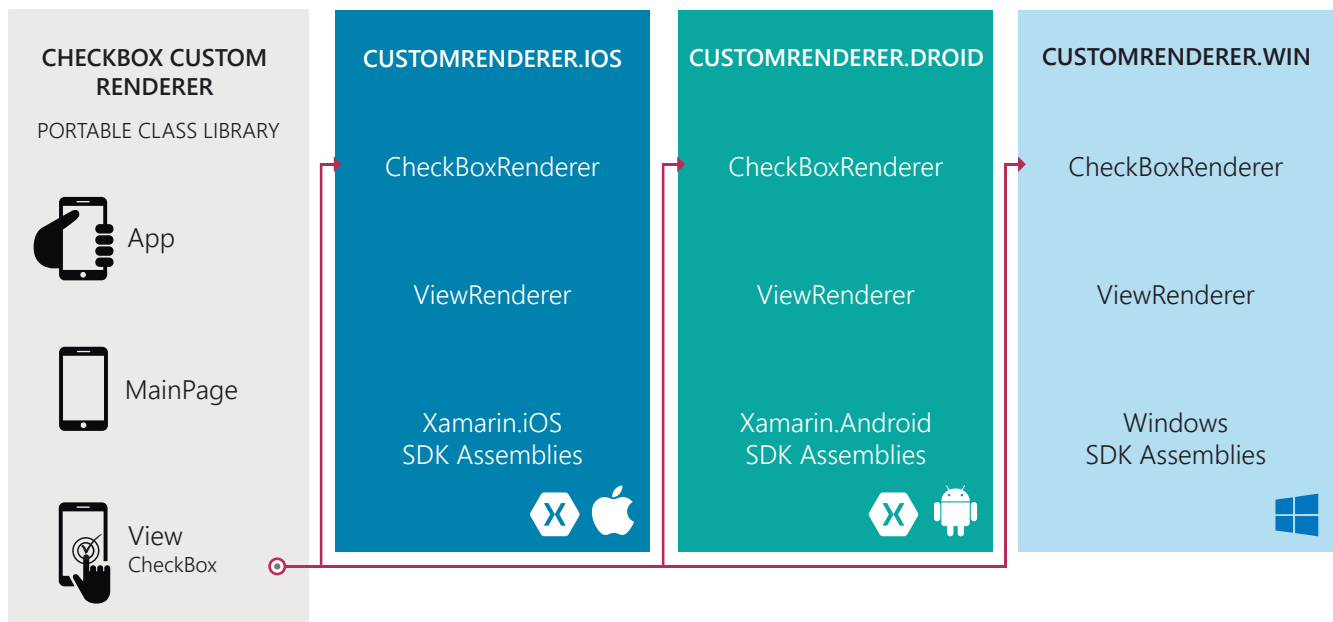 CHECKBOX CUSTOM
RENDERER
PORTABLE CLASS LIBRARY
App
MainPage
View
CheckBox
CUSTOMRENDERER.IOS
CheckBoxRenderer
ViewRenderer
Xamarin.iOS
SDK Assemblies
CUSTOMRENDERER.DROID
CheckBoxRenderer
ViewRenderer
Xamarin.Android
SDK Assemblies
CUSTOMRENDERER.WIN
CheckBoxRenderer
ViewRenderer
Windows
SDK Assemblies